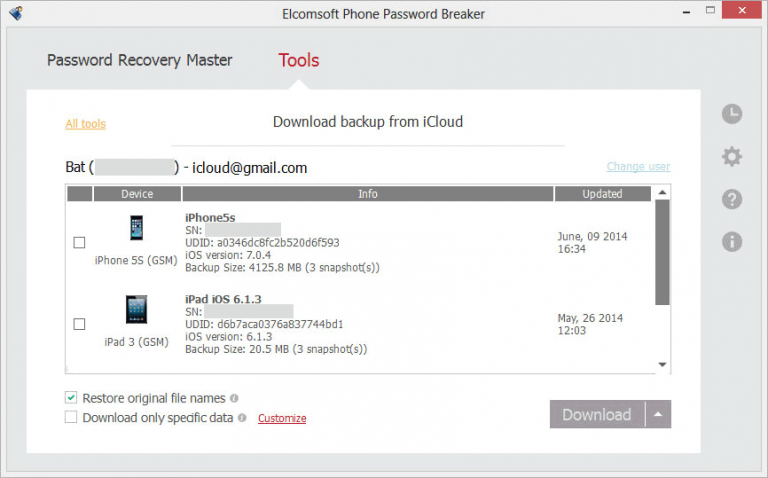 Elcomsoft Phone Password Breaker
Password Recovery Master
Tools
All tools
Download backup from iCloud
Bat ( ) - icloud@gmail.com
Change user
Device
Info
Updated
iPhone 5S (GSM)
iPhone5s
SN:
UDID: a0346dc8fc2b520d6f593
iOS version: 7.0.4
Backup Size: 4125.8 MB (3 snapshot(s))
June, 09 2014
16:34
iPad 3 (GSM)
iPad iOS 6.1.3
SN:
UDID: d6b7aca0376a837744bd1
iOS version: 6.1.3
Backup Size: 20.5 MB (3 snapshot(s))
May, 26 2014
12:03
Restore original file names
Download only specific data
Customize
Download